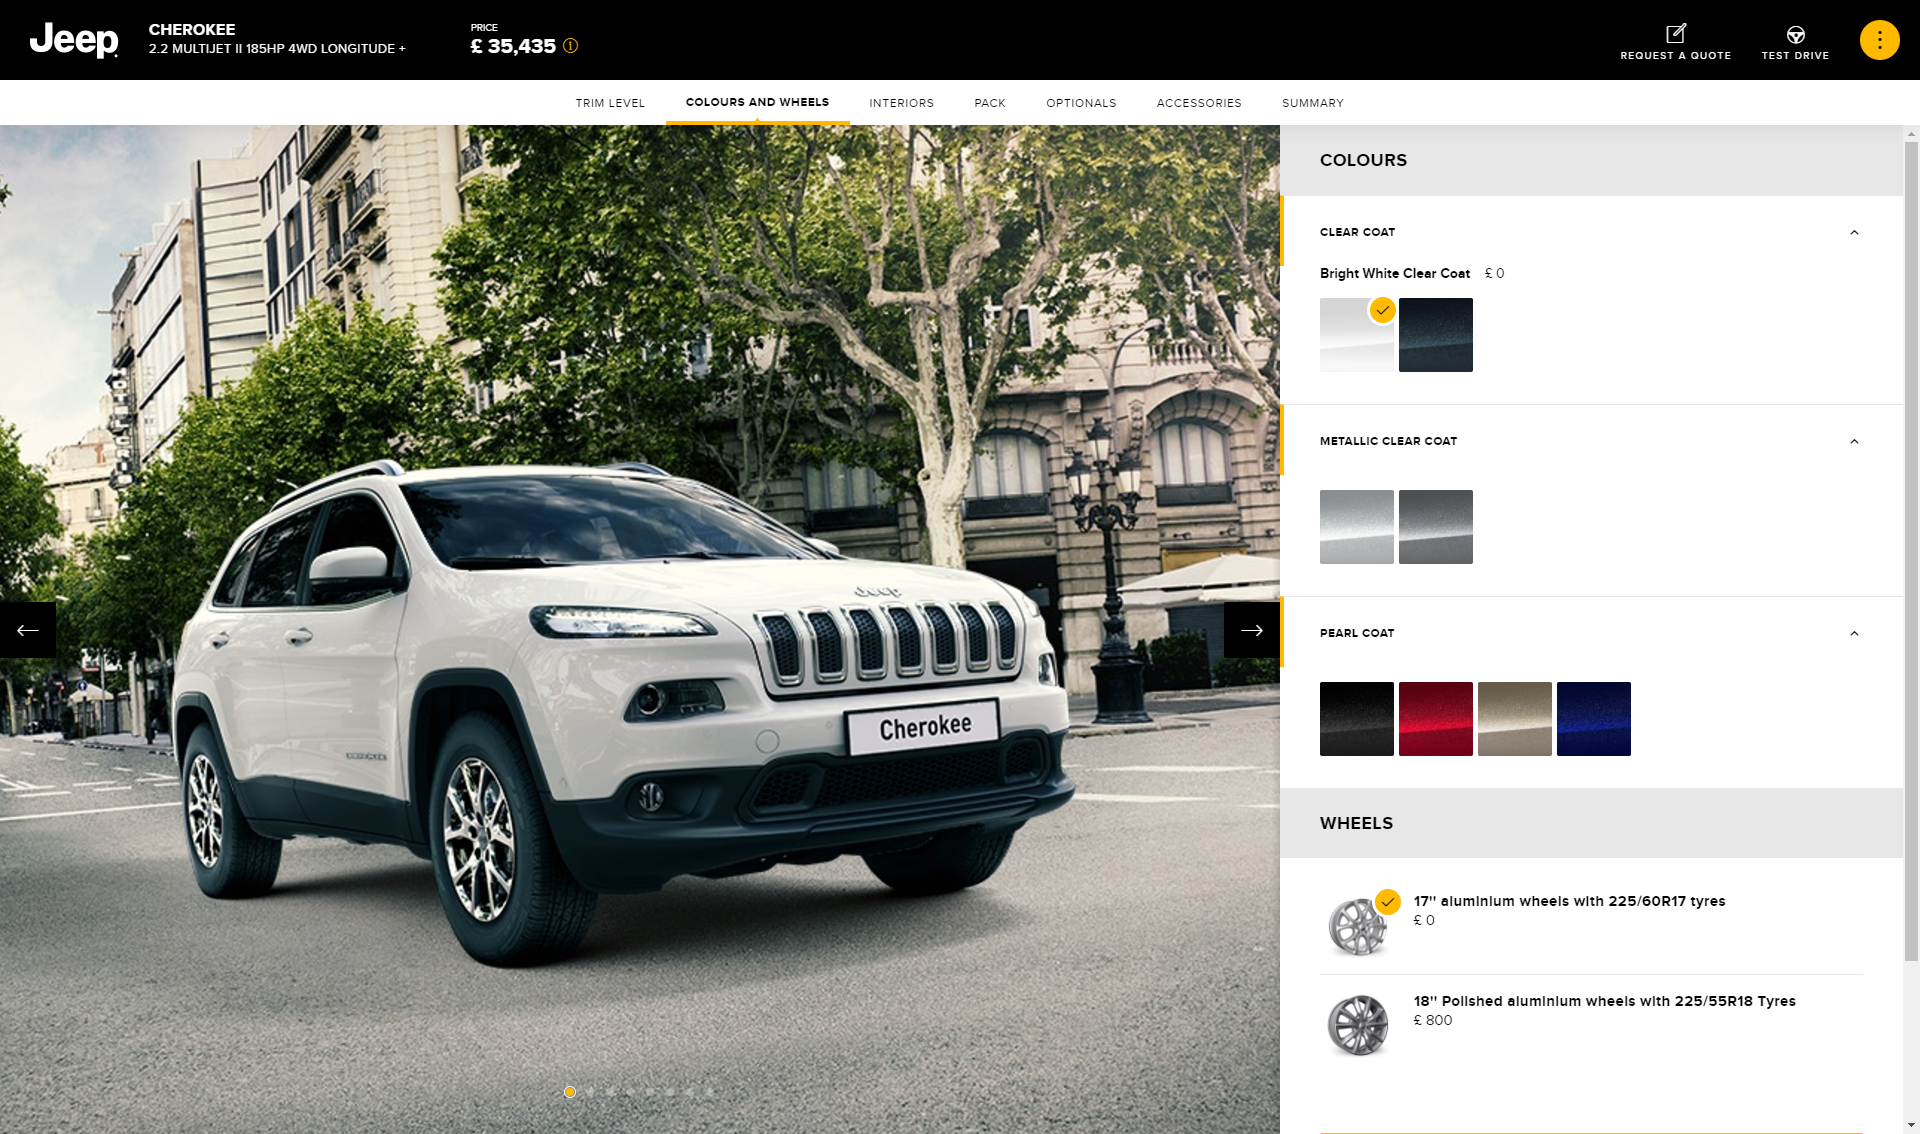 Jeep
CHEROKEE
2.2 MULTIJET II 185HP 4WD LONGITUDE +
PRICE
£ 35,435
REQUEST A QUOTE
TEST DRIVE
TRIM LEVEL
COLOURS AND WHEELS
INTERIORS
PACK
OPTIONALS
ACCESSORIES
SUMMARY
Jeep
Cherokee
COLOURS
CLEAR COAT
Bright White Clear Coat £ 0
METALLIC CLEAR COAT
PEARL COAT
WHEELS
17'' aluminium wheels with 225/60R17 tyres
£ 0
18'' Polished aluminium wheels with 225/55R18 Tyres
£ 800